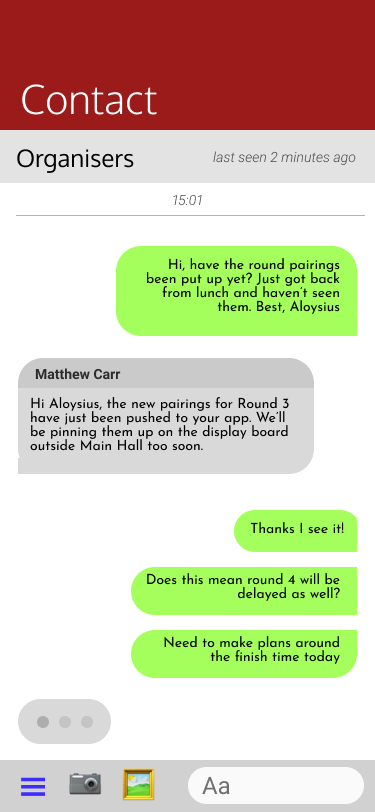 Contact
Organisers
last seen 2 minutes ago
15:01
Hi, have the round pairings
been put up yet? Just got back
from lunch and haven't seen
them. Best, Aloysius
Matthew Carr
Hi Aloysius, the new pairings for Round 3
have just been pushed to your app. We'll
be pinning them up on the display board
outside Main Hall too soon.
Thanks I see it!
Does this mean round 4 will be
delayed as well?
Need to make plans around
the finish time today
Aa